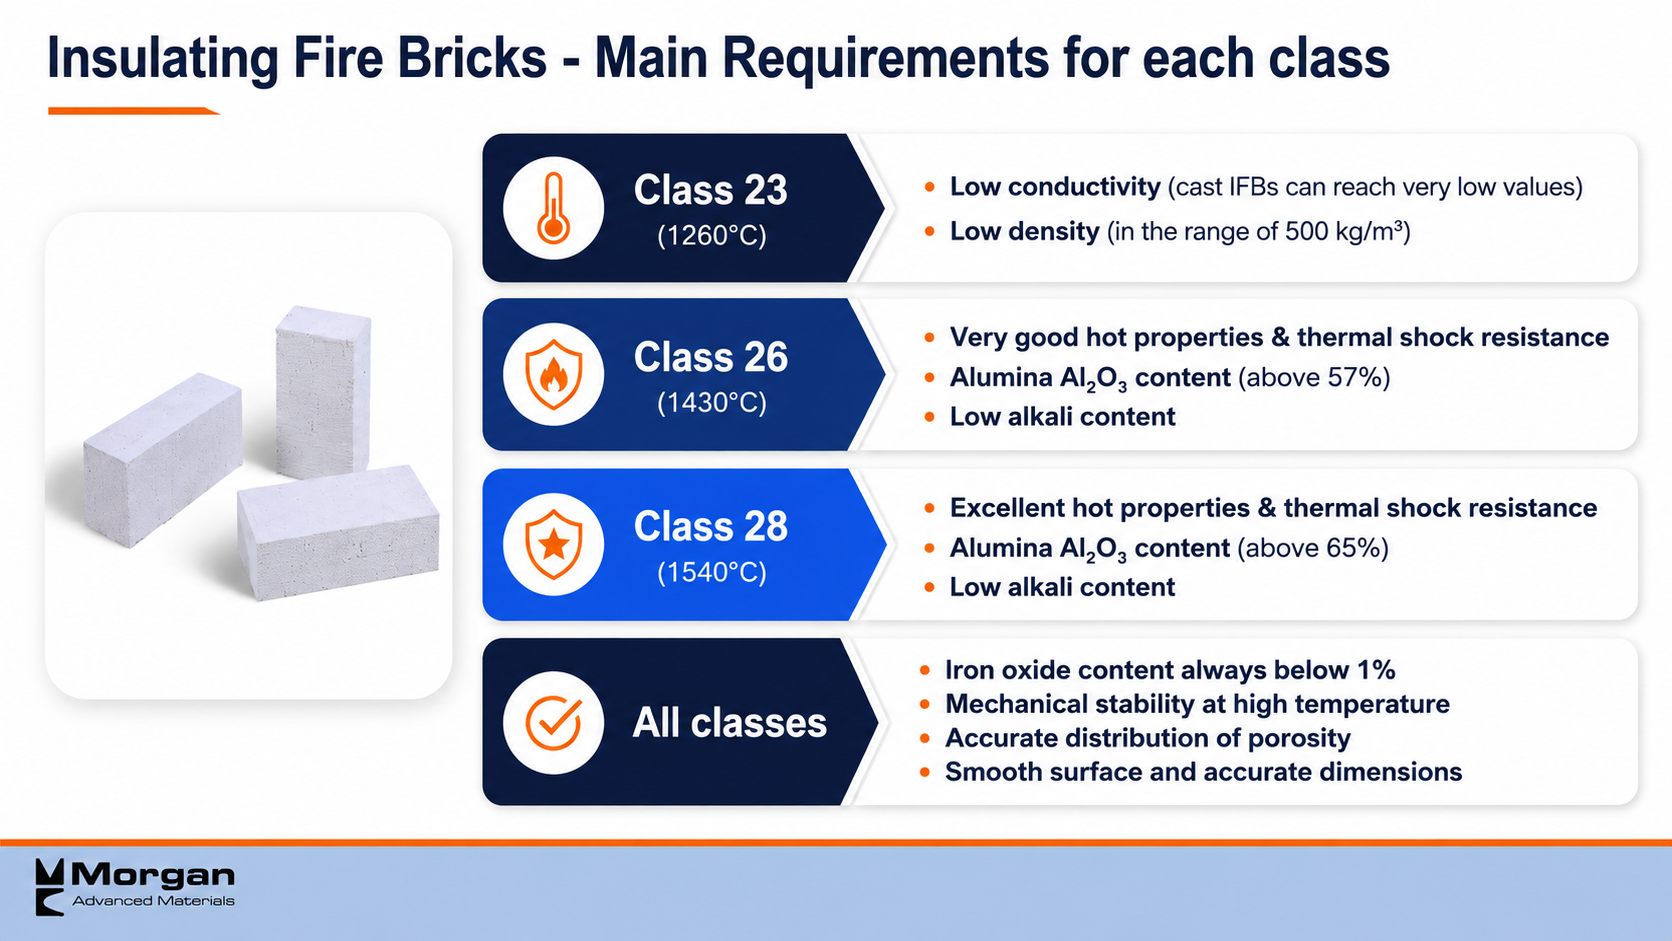 Insulating Fire Bricks - Main Requirements for each class
Class 23
(1260°C)
• Low conductivity (cast IFBs can reach very low values)
• Low density (in the range of 500 kg/m³)
Class 26
(1430°C)
• Very good hot properties & thermal shock resistance
• Alumina Al₂O₃ content (above 57%)
• Low alkali content
Class 28
(1540°C)
• Excellent hot properties & thermal shock resistance
• Alumina Al₂O₃ content (above 65%)
• Low alkali content
All classes
• Iron oxide content always below 1%
• Mechanical stability at high temperature
• Accurate distribution of porosity
• Smooth surface and accurate dimensions
Morgan
Advanced Materials